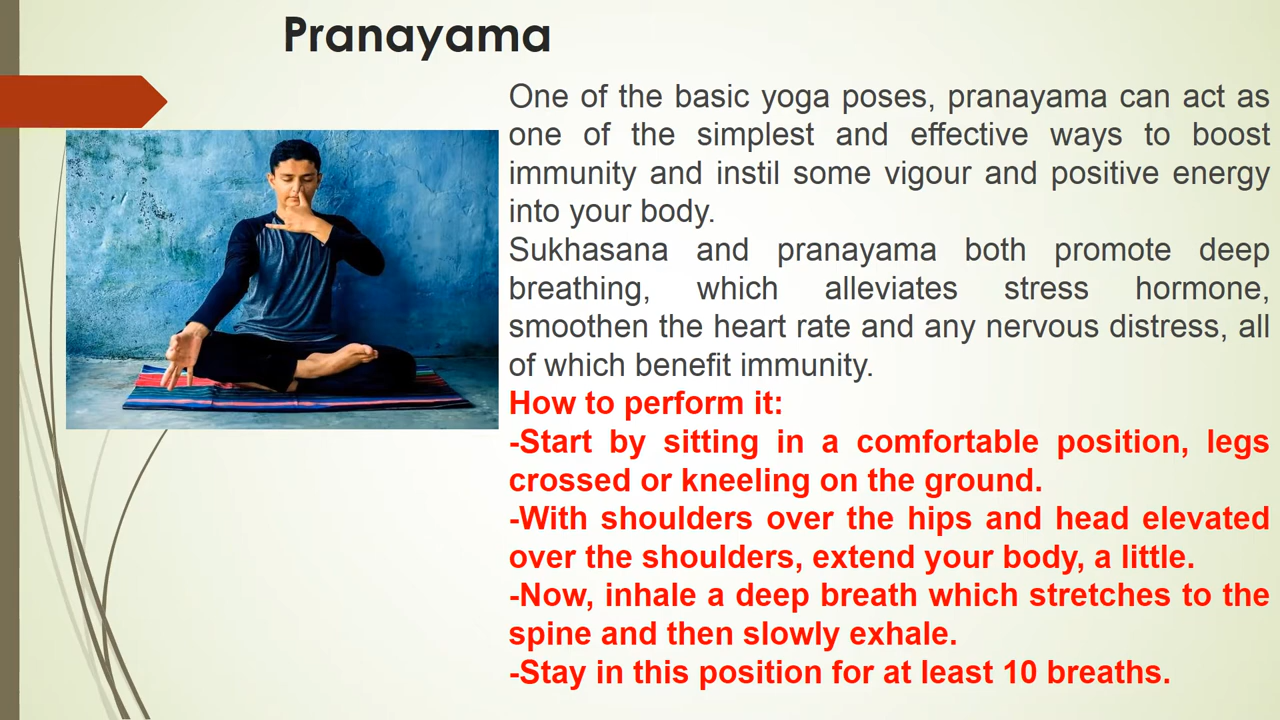 Pranayama
One of the basic yoga poses, pranayama can act as
one of the simplest and effective ways to boost
immunity and instil some vigour and positive energy
into your body.
Sukhasana and pranayama both promote deep
breathing, which alleviates stress hormone,
smoothen the heart rate and any nervous distress, all
of which benefit immunity.
How to perform it:
-Start by sitting in a comfortable position, legs
crossed or kneeling on the ground.
-With shoulders over the hips and head elevated
over the shoulders, extend your body, a little.
-Now, inhale a deep breath which stretches to the
spine and then slowly exhale.
-Stay in this position for at least 10 breaths.